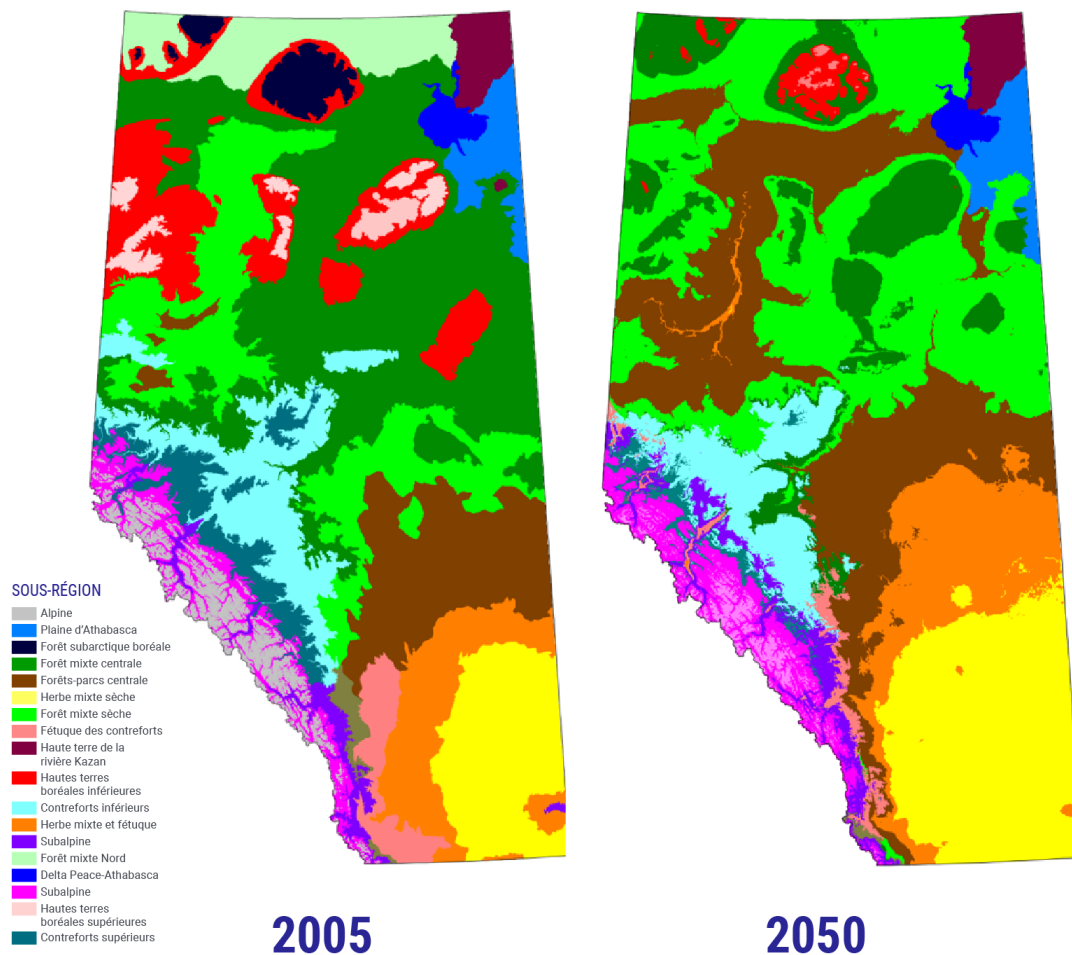 SOUS-RÉGION
Alpine
Plaine d'Athabasca
Forêt subarctique boréale
Forêt mixte centrale
Forêts-parcs centrale
Herbe mixte sèche
Forêt mixte sèche
Fétuque des contreforts
Haute terre de la
rivière Kazan
Hautes terres
boréales inférieures
Contreforts inférieurs
Herbe mixte et fétuque
Subalpine
Forêt mixte Nord
Delta Peace-Athabasca
Subalpine
Hautes terres
boréales supérieures
Contreforts supérieurs
2005
2050